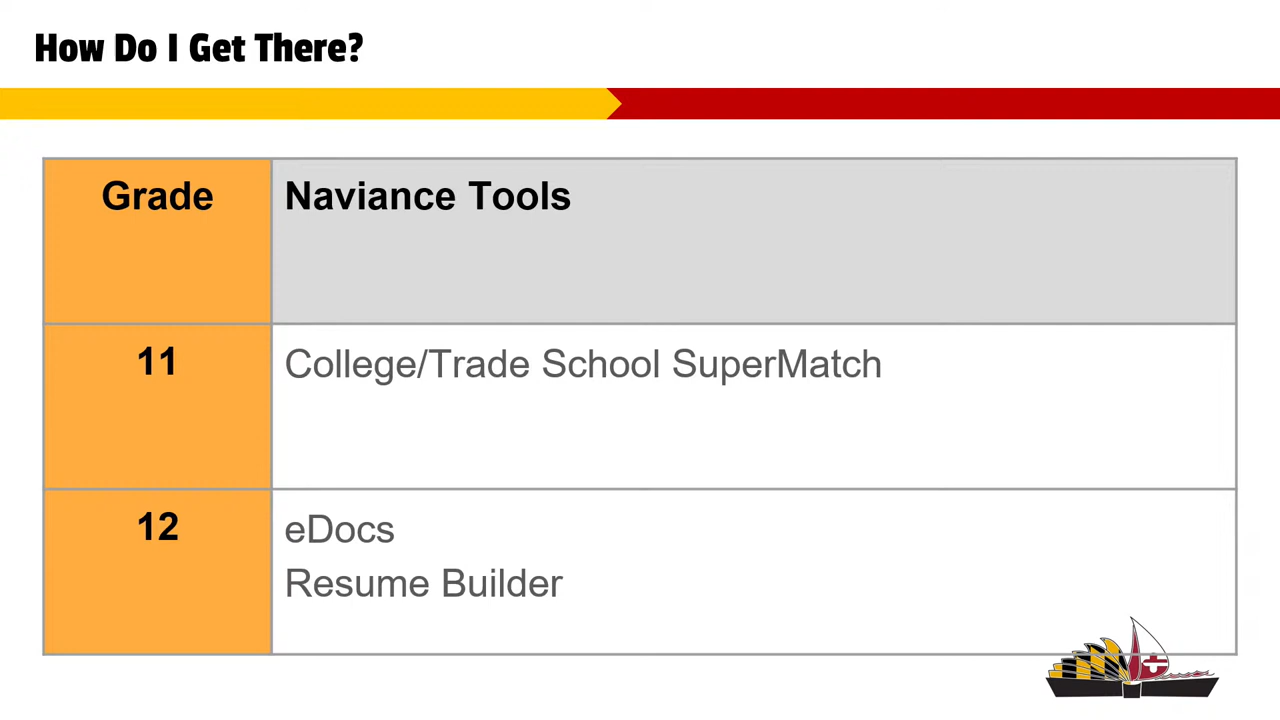 How Do I Get There?
Grade
Naviance Tools
11
College/Trade School SuperMatch
12
eDocs
Resume Builder